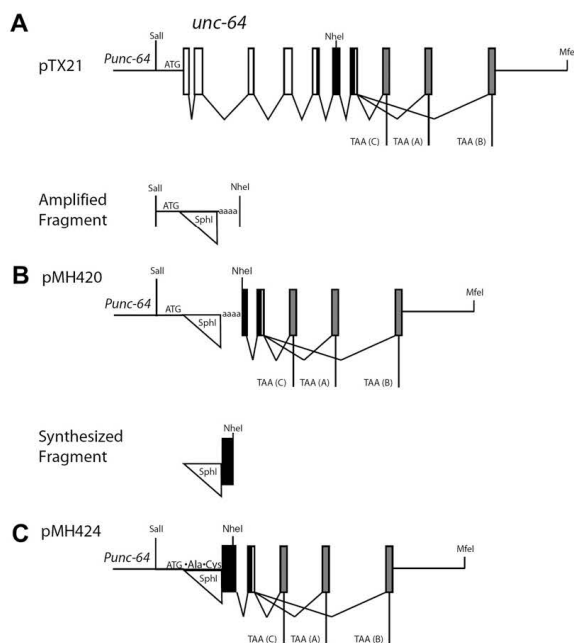 A
unc-64
pTX21
Punc-64
SalI
ATG
NheI
MfeI
TAA (C)
TAA (A)
TAA (B)
Amplified
Fragment
SalI
ATG
SphI
aaaa
NheI
B
pMH420
Punc-64
SalI
ATG
SphI
aaaa
NheI
MfeI
TAA (C)
TAA (A)
TAA (B)
Synthesized
Fragment
SphI
NheI
C
pMH424
Punc-64
SalI
ATG •Ala•Cys
SphI
NheI
MfeI
TAA (C)
TAA (A)
TAA (B)